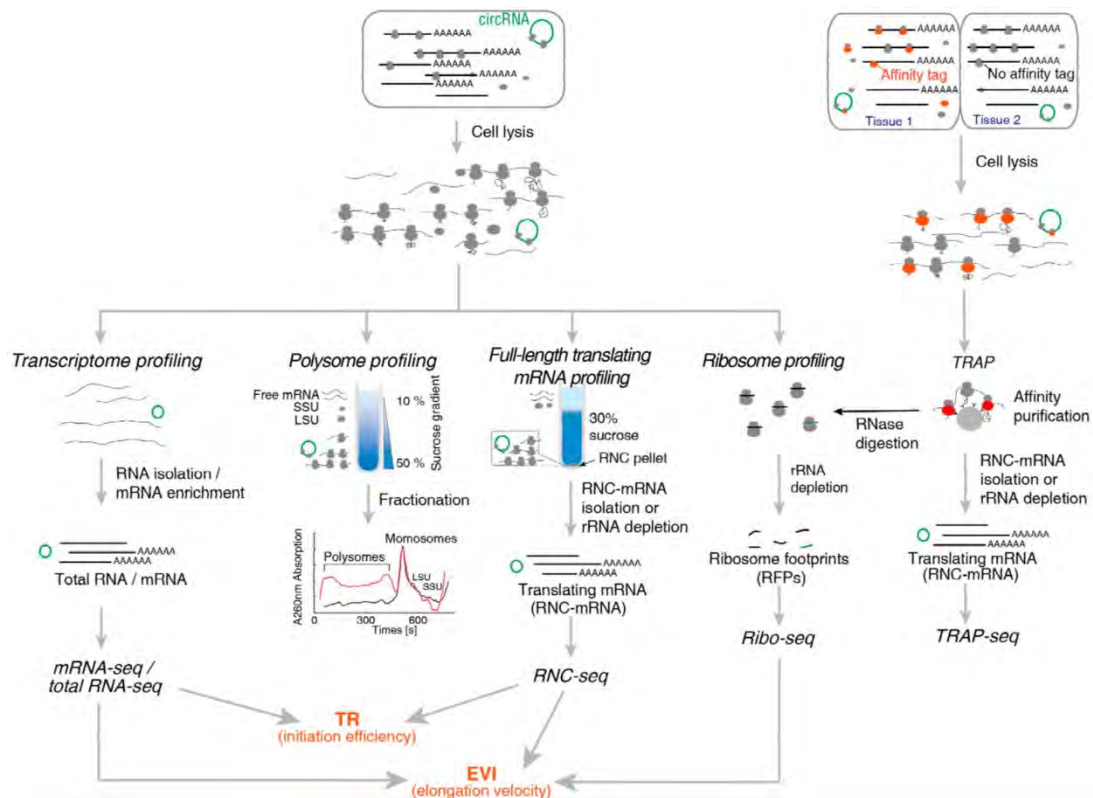 circRNA
AAAAAA
AAAAAA
AAAAAA
AAAAAA
AAAAAA
Cell lysis
AAAAAA
AAAAAA
Affinity tag
AAAAAA
Tissue 1
AAAAAA
AAAAAA
No affinity tag
AAAAAA
Tissue 2
Cell lysis
Transcriptome profiling
RNA isolation /
mRNA enrichment
AAAAAA
AAAAAA
Total RNA / mRNA
mRNA-seq /
total RNA-seq
Polysome profiling
Free mRNA
SSU
LSU
10 %
50 %
Sucrose gradient
Fractionation
A260nm Absorption
Polysomes
Momosomes
LSU
SSU
0
300
600
Times [s]
Full-length translating
mRNA profiling
30%
sucrose
RNC pellet
RNC-mRNA
isolation or
rRNA depletion
AAAAAA
AAAAAA
Translating mRNA
(RNC-mRNA)
RNC-seq
Ribosome profiling
RNase
digestion
rRNA
depletion
Ribosome footprints
(RFPs)
Ribo-seq
TRAP
Affinity
purification
RNC-mRNA
isolation or
rRNA depletion
AAAAAA
AAAAAA
Translating mRNA
(RNC-mRNA)
TRAP-seq
TR
(initiation efficiency)
EVI
(elongation velocity)